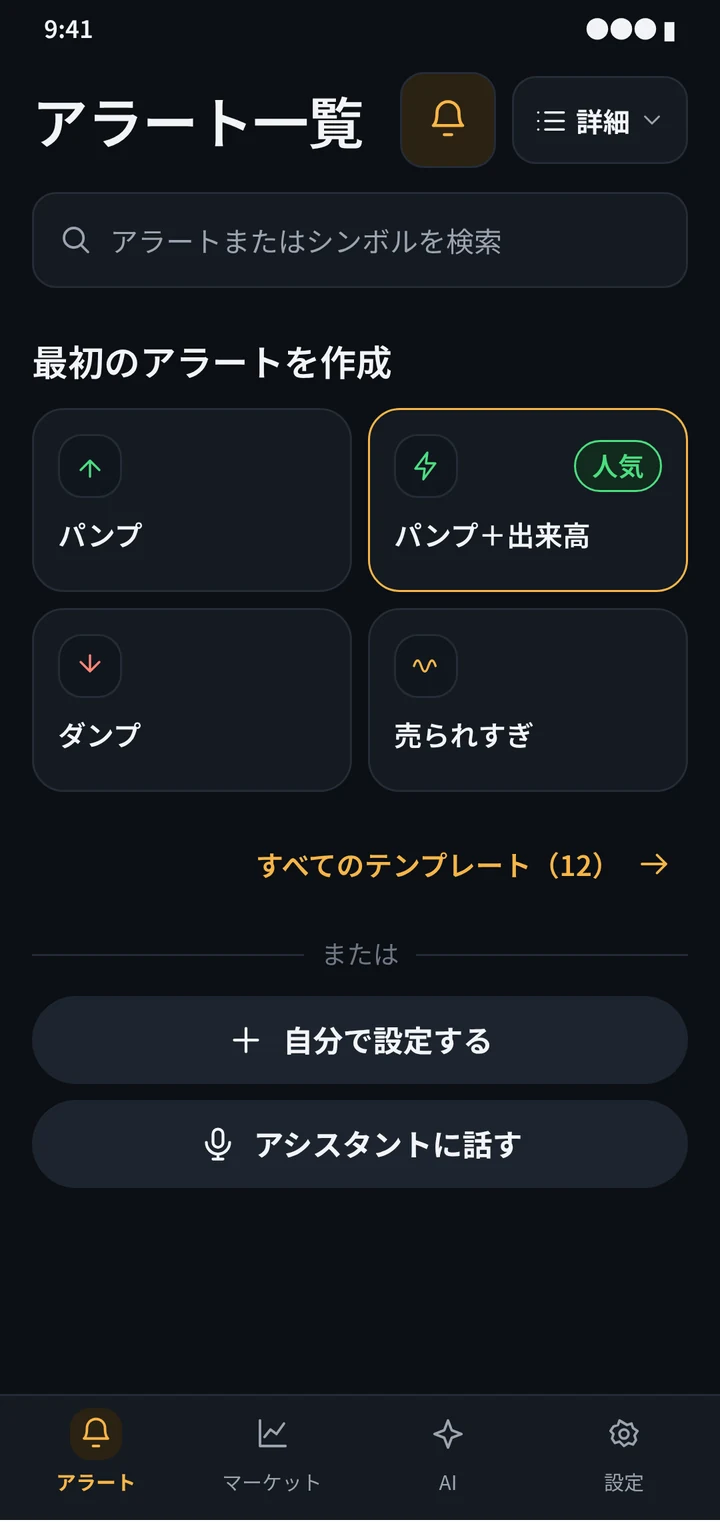 9:41
アラート一覧
詳細
アラートまたはシンボルを検索
最初のアラートを作成
パンプ
人気
パンプ＋出来高
ダンプ
売られすぎ
すべてのテンプレート（12）
または
自分で設定する
アシスタントに話す
アラート
マーケット
AI
設定